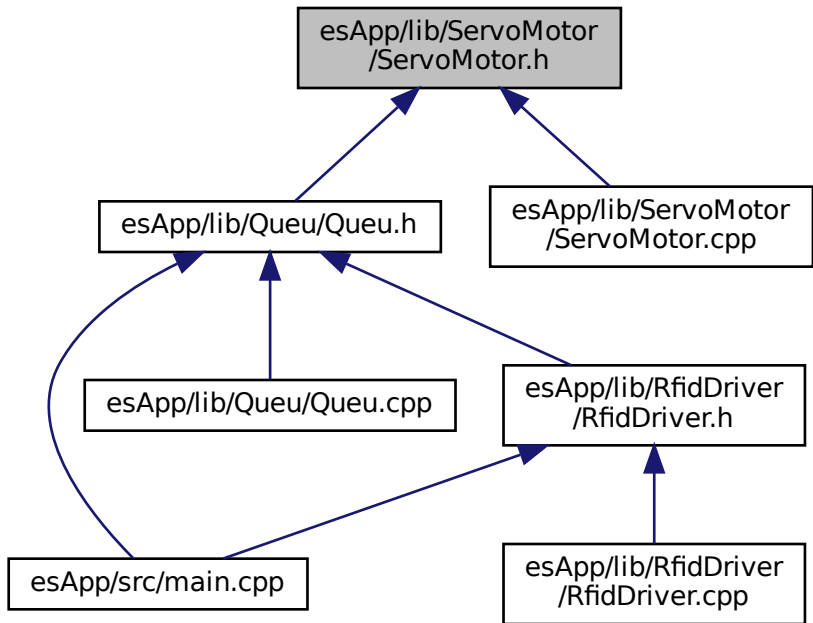 esApp/lib/ServoMotor
/ServoMotor.h
esApp/lib/Queu/Queu.h
esApp/lib/ServoMotor
/ServoMotor.cpp
esApp/lib/Queu/Queu.cpp
esApp/lib/RfidDriver
/RfidDriver.h
esApp/src/main.cpp
esApp/lib/RfidDriver
/RfidDriver.cpp